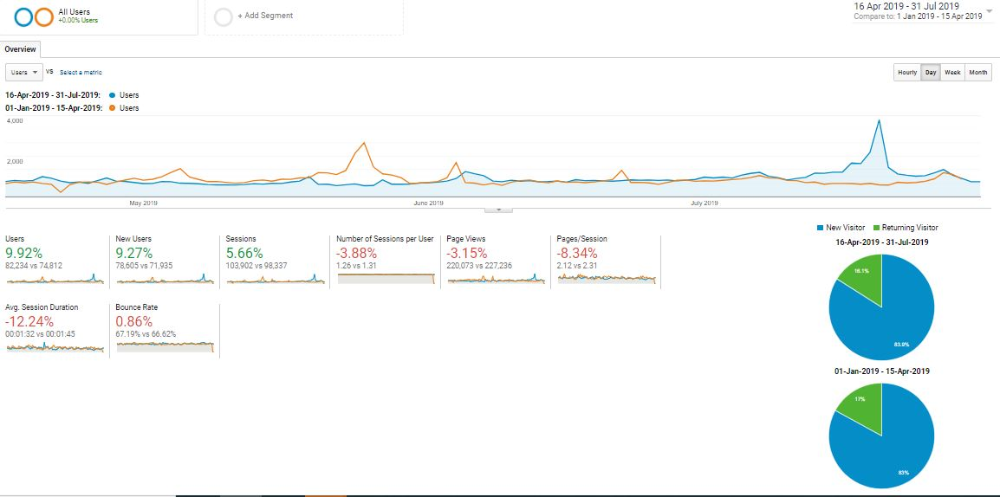 All Users
+0.00% Users
+ Add Segment
16 Apr 2019 - 31 Jul 2019
Compare to: 1 Jan 2019 - 15 Apr 2019
Overview
Users VS Select a metric
Hourly Day Week Month
16-Apr-2019 - 31-Jul-2019: Users
01-Jan-2019 - 15-Apr-2019: Users
4,000
2,000
May 2019 June 2019 July 2019
New Visitor Returning Visitor
Users
9.92%
82,234 vs 74,812
New Users
9.27%
78,605 vs 71,935
Sessions
5.66%
103,902 vs 98,337
Number of Sessions per User
-3.88%
1.26 vs 1.31
Page Views
-3.15%
220,073 vs 227,236
Pages/Session
-8.34%
2.12 vs 2.31
Avg. Session Duration
-12.24%
00:01:32 vs 00:01:45
Bounce Rate
0.86%
67.19% vs 66.62%
16-Apr-2019 - 31-Jul-2019
16.1%
83.9%
01-Jan-2019 - 15-Apr-2019
17%
83%